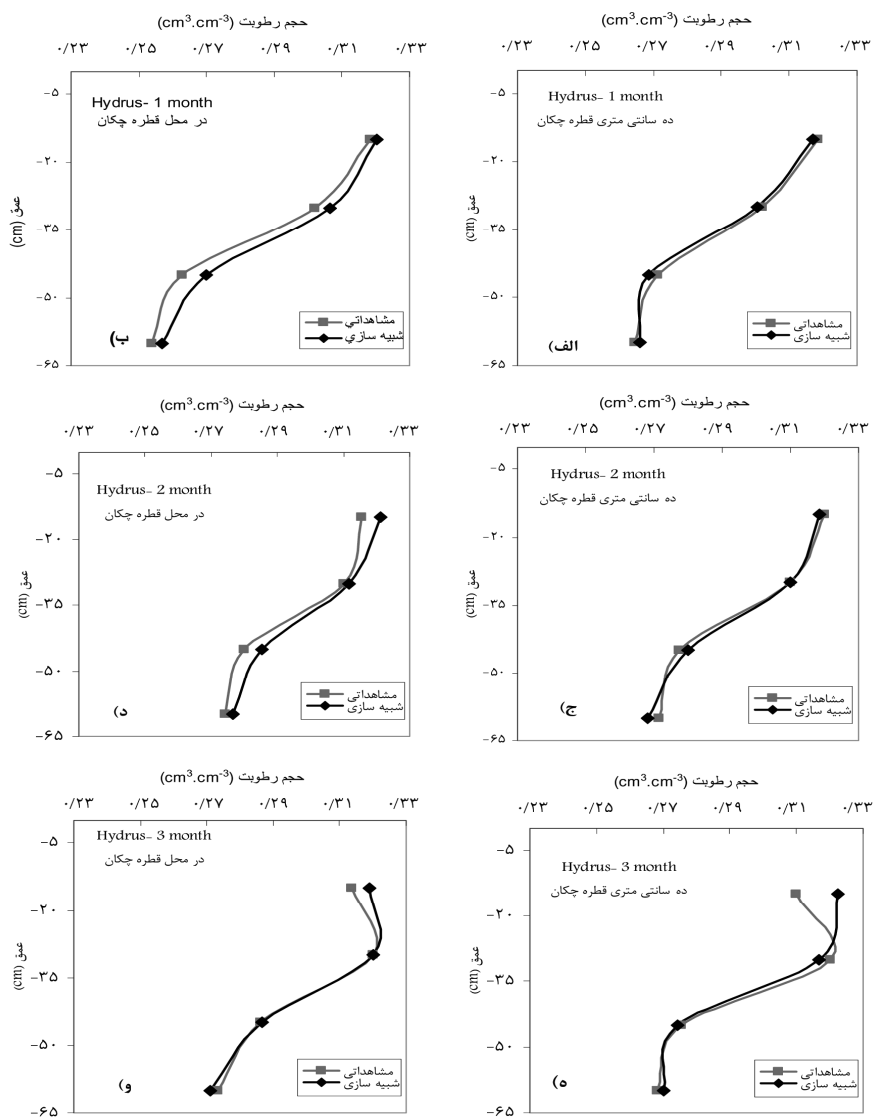 حجم رطوبت (cm³.cm⁻³)
۰/۲۳ ۰/۲۵ ۰/۲۷ ۰/۲۹ ۰/۳۱ ۰/۳۳
-۵
-۲۰
-۳۵
-۵۰
-۶۵
عمق (cm)
Hydrus- 1 month
ده سانتی متری قطره چکان
مشاهداتی
شبیه سازی
الف)
حجم رطوبت (cm³.cm⁻³)
۰/۲۳ ۰/۲۵ ۰/۲۷ ۰/۲۹ ۰/۳۱ ۰/۳۳
-۵
-۲۰
-۳۵
-۵۰
-۶۵
عمق (cm)
Hydrus- 1 month
در محل قطره چکان
مشاهداتي
شبيه سازي
ب)
حجم رطوبت (cm³.cm⁻³)
۰/۲۳ ۰/۲۵ ۰/۲۷ ۰/۲۹ ۰/۳۱ ۰/۳۳
-۵
-۲۰
-۳۵
-۵۰
-۶۵
عمق (cm)
Hydrus- 2 month
ده سانتی متری قطره چکان
مشاهداتی
شبیه سازی
ج)
حجم رطوبت (cm³.cm⁻³)
۰/۲۳ ۰/۲۵ ۰/۲۷ ۰/۲۹ ۰/۳۱ ۰/۳۳
-۵
-۲۰
-۳۵
-۵۰
-۶۵
عمق (cm)
Hydrus- 2 month
در محل قطره چکان
مشاهداتی
شبیه سازی
د)
حجم رطوبت (cm³.cm⁻³)
۰/۲۳ ۰/۲۵ ۰/۲۷ ۰/۲۹ ۰/۳۱ ۰/۳۳
-۵
-۲۰
-۳۵
-۵۰
-۶۵
عمق (cm)
Hydrus- 3 month
ده سانتی متری قطره چکان
مشاهداتی
شبیه سازی
ه)
حجم رطوبت (cm³.cm⁻³)
۰/۲۳ ۰/۲۵ ۰/۲۷ ۰/۲۹ ۰/۳۱ ۰/۳۳
-۵
-۲۰
-۳۵
-۵۰
-۶۵
عمق (cm)
Hydrus- 3 month
در محل قطره چکان
مشاهداتی
شبیه سازی
و)